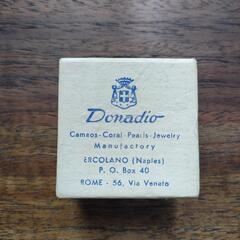 Donadio
Cameos-Coral-Pearls-Jewelry
Manufactory
ERCOLANO (Naples)
P. O. Box 40
ROME - 56, Via Veneto